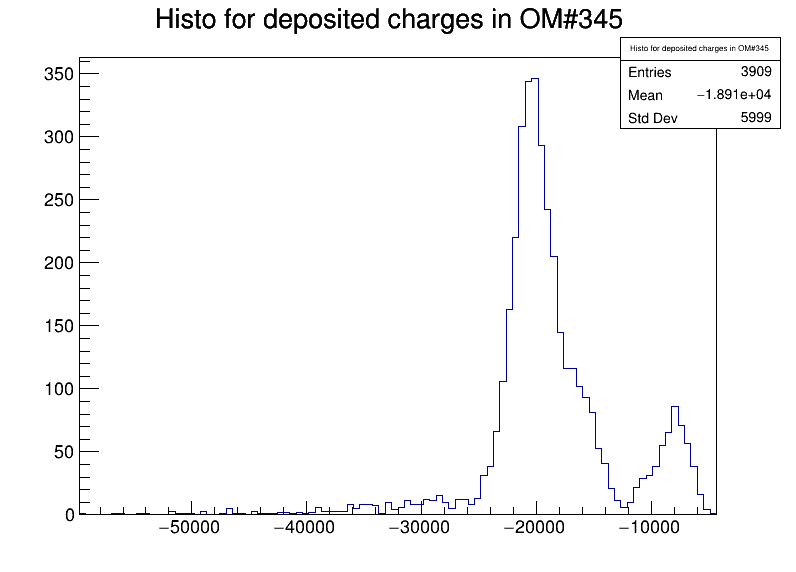 Histo for deposited charges in OM#345
Histo for deposited charges in OM#345
Entries 3909
Mean −1.891e+04
Std Dev 5999
350
300
250
200
150
100
50
0
−50000 −40000 −30000 −20000 −10000